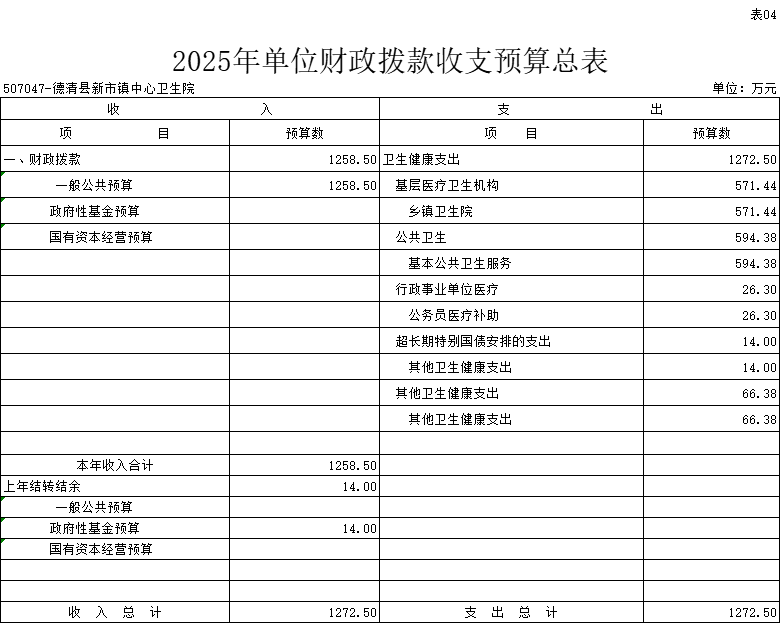 表04
2025年单位财政拨款收支预算总表
507047-德清县新市镇中心卫生院 单位：万元
收 入 支 出
项 目 预算数 项 目 预算数
一、财政拨款 1258.50 卫生健康支出 1272.50
一般公共预算 1258.50 基层医疗卫生机构 571.44
政府性基金预算 乡镇卫生院 571.44
国有资本经营预算 公共卫生 594.38
基本公共卫生服务 594.38
行政事业单位医疗 26.30
公务员医疗补助 26.30
超长期特别国债安排的支出 14.00
其他卫生健康支出 14.00
其他卫生健康支出 66.38
其他卫生健康支出 66.38
本年收入合计 1258.50
上年结转结余 14.00
一般公共预算
政府性基金预算 14.00
国有资本经营预算
收 入 总 计 1272.50 支 出 总 计 1272.50